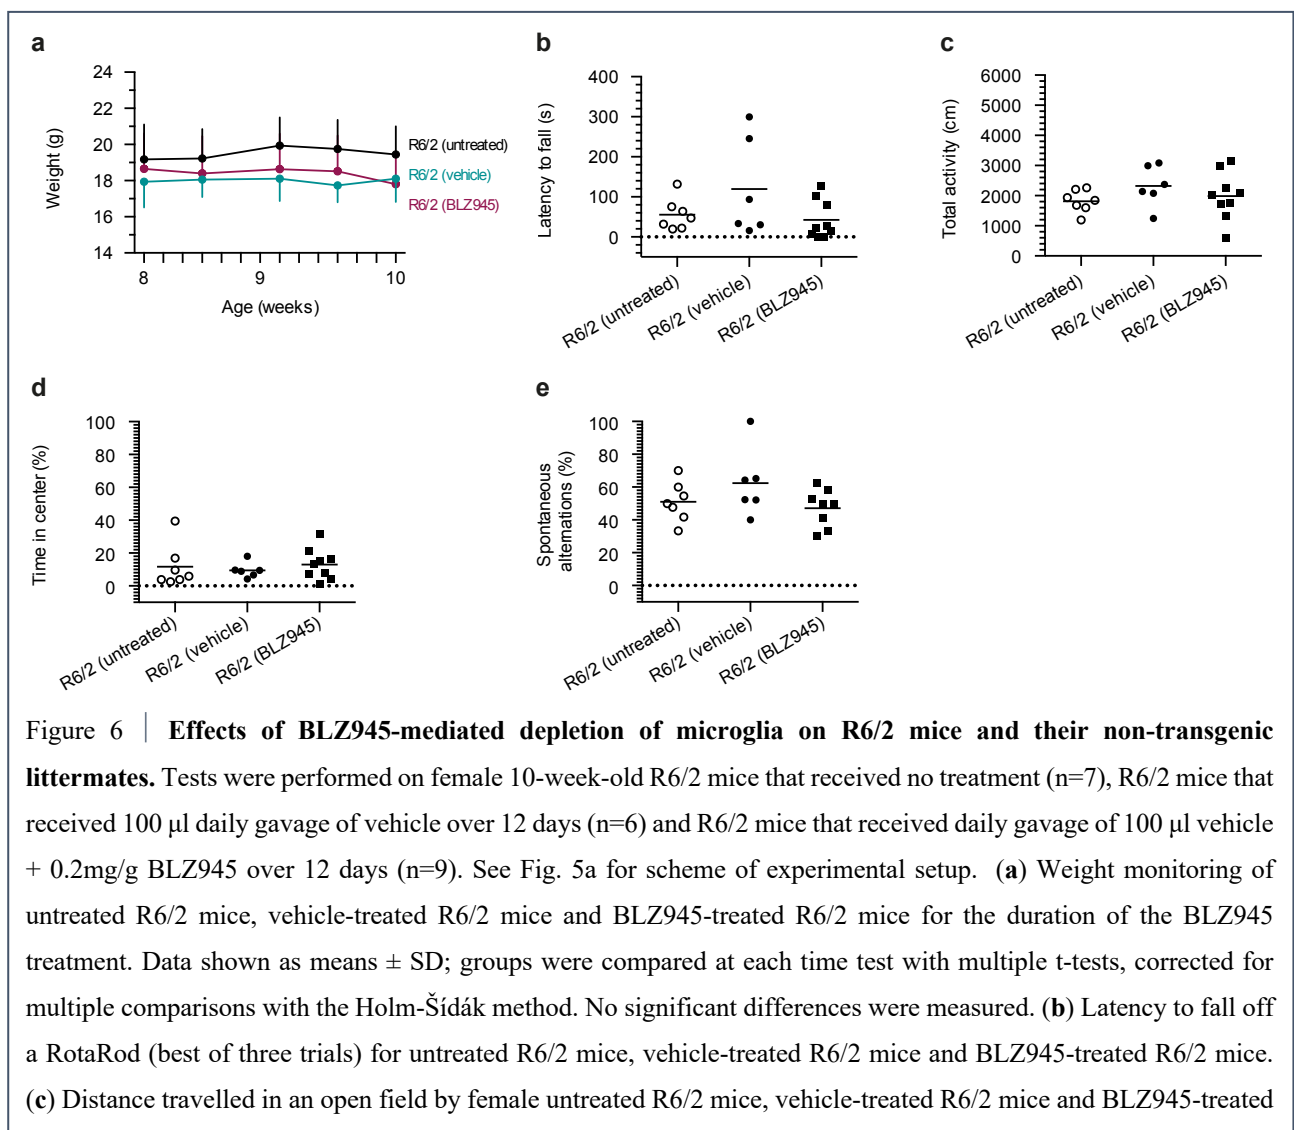 a
24
22
20
18
16
14
Weight (g)
8
9
10
Age (weeks)
R6/2 (untreated)
R6/2 (vehicle)
R6/2 (BLZ945)
b
400
300
200
100
0
Latency to fall (s)
R6/2 (untreated)
R6/2 (vehicle)
R6/2 (BLZ945)
c
6000
5000
4000
3000
2000
1000
0
Total activity (cm)
R6/2 (untreated)
R6/2 (vehicle)
R6/2 (BLZ945)
d
100
80
60
40
20
0
Time in center (%)
R6/2 (untreated)
R6/2 (vehicle)
R6/2 (BLZ945)
e
100
80
60
40
20
0
Spontaneous
alternations (%)
R6/2 (untreated)
R6/2 (vehicle)
R6/2 (BLZ945)
Figure 6 | Effects of BLZ945-mediated depletion of microglia on R6/2 mice and their non-transgenic
littermates. Tests were performed on female 10-week-old R6/2 mice that received no treatment (n=7), R6/2 mice that
received 100 μl daily gavage of vehicle over 12 days (n=6) and R6/2 mice that received daily gavage of 100 μl vehicle
+ 0.2mg/g BLZ945 over 12 days (n=9). See Fig. 5a for scheme of experimental setup. (a) Weight monitoring of
untreated R6/2 mice, vehicle-treated R6/2 mice and BLZ945-treated R6/2 mice for the duration of the BLZ945
treatment. Data shown as means ± SD; groups were compared at each time test with multiple t-tests, corrected for
multiple comparisons with the Holm-Šídák method. No significant differences were measured. (b) Latency to fall off
a RotaRod (best of three trials) for untreated R6/2 mice, vehicle-treated R6/2 mice and BLZ945-treated R6/2 mice.
(c) Distance travelled in an open field by female untreated R6/2 mice, vehicle-treated R6/2 mice and BLZ945-treated